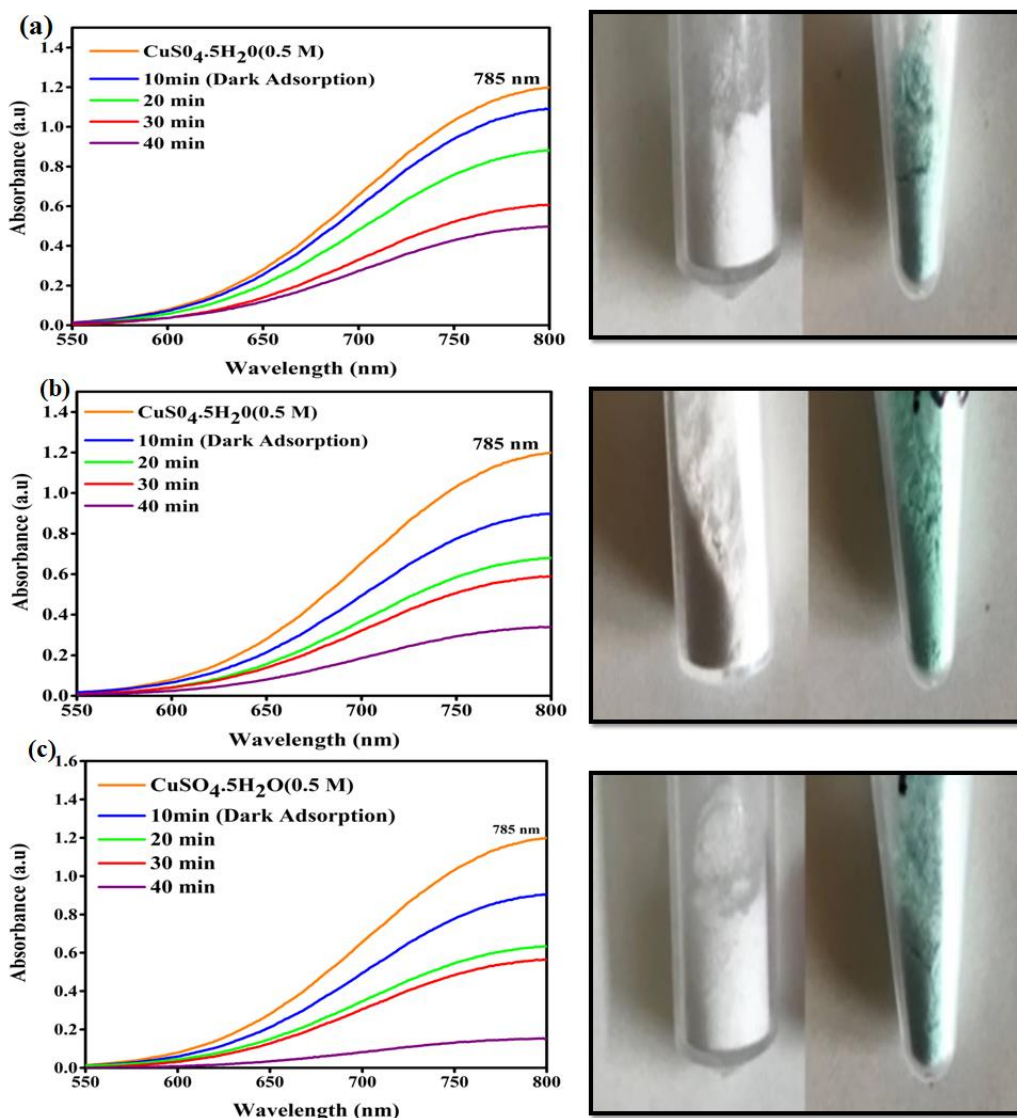 (a)
1.4
1.2
1.0
0.8
0.6
0.4
0.2
0.0
Absorbance (a.u)
CuS0₄.5H₂0(0.5 M)
10min (Dark Adsorption)
20 min
30 min
40 min
785 nm
550 600 650 700 750 800
Wavelength (nm)
(b)
1.4
1.2
1.0
0.8
0.6
0.4
0.2
0.0
Absorbance (a.u)
CuS0₄.5H₂0(0.5 M)
10min (Dark Adsorption)
20 min
30 min
40 min
785 nm
550 600 650 700 750 800
Wavelength (nm)
(c)
1.6
1.4
1.2
1.0
0.8
0.6
0.4
0.2
0.0
Absorbance (a.u)
CuSO₄.5H₂O(0.5 M)
10min (Dark Adsorption)
20 min
30 min
40 min
785 nm
550 600 650 700 750 800
Wavelength (nm)